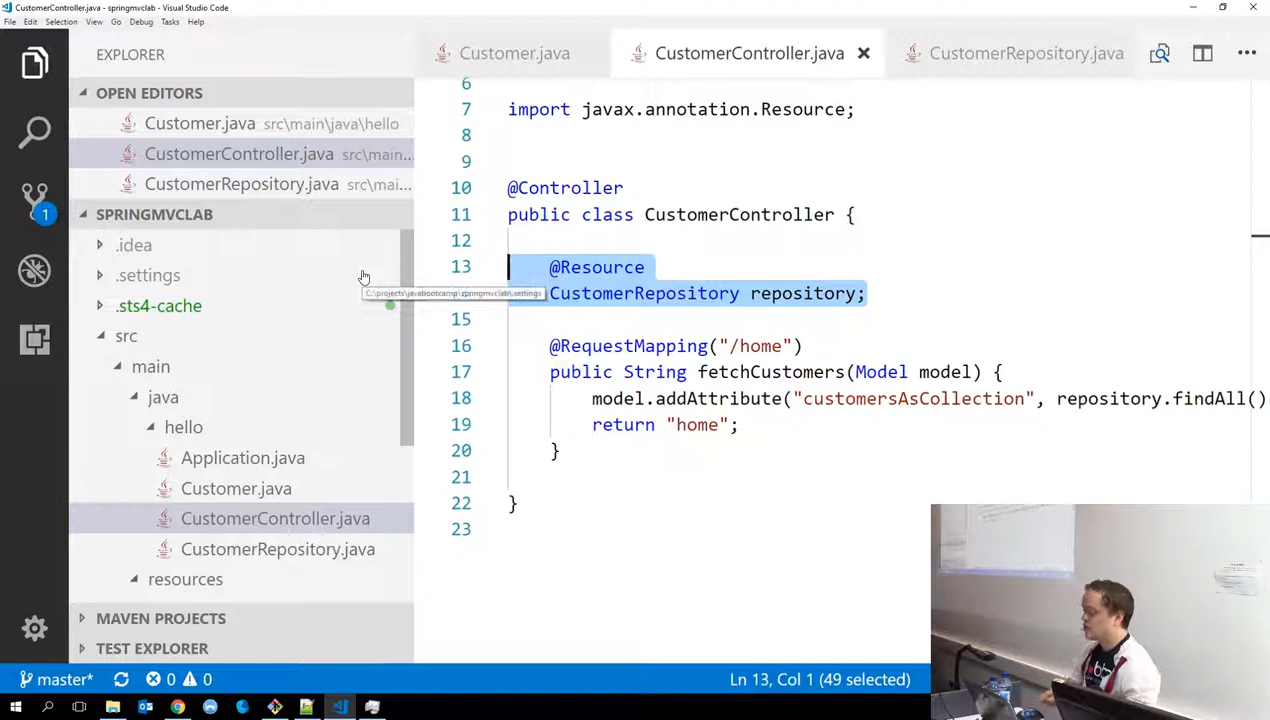 CustomerController.java - springmvclab - Visual Studio Code
File Edit Selection View Go Debug Tasks Help
EXPLORER
OPEN EDITORS
Customer.java src\main\java\hello
CustomerController.java src\main...
CustomerRepository.java src\mai...
SPRINGMVCLAB
.idea
.settings
.sts4-cache
src
main
java
hello
Application.java
Customer.java
CustomerController.java
CustomerRepository.java
resources
MAVEN PROJECTS
TEST EXPLORER
1
C:\projects\javabootcamp\springmvclab\.settings
Customer.java CustomerController.java CustomerRepository.java
6
7 import javax.annotation.Resource;
8
9
10 @Controller
11 public class CustomerController {
12
13 @Resource
CustomerRepository repository;
15
16 @RequestMapping("/home")
17 public String fetchCustomers(Model model) {
18 model.addAttribute("customersAsCollection", repository.findAll()
19 return "home";
20 }
21
22 }
23
master* 0 0 Ln 13, Col 1 (49 selected)